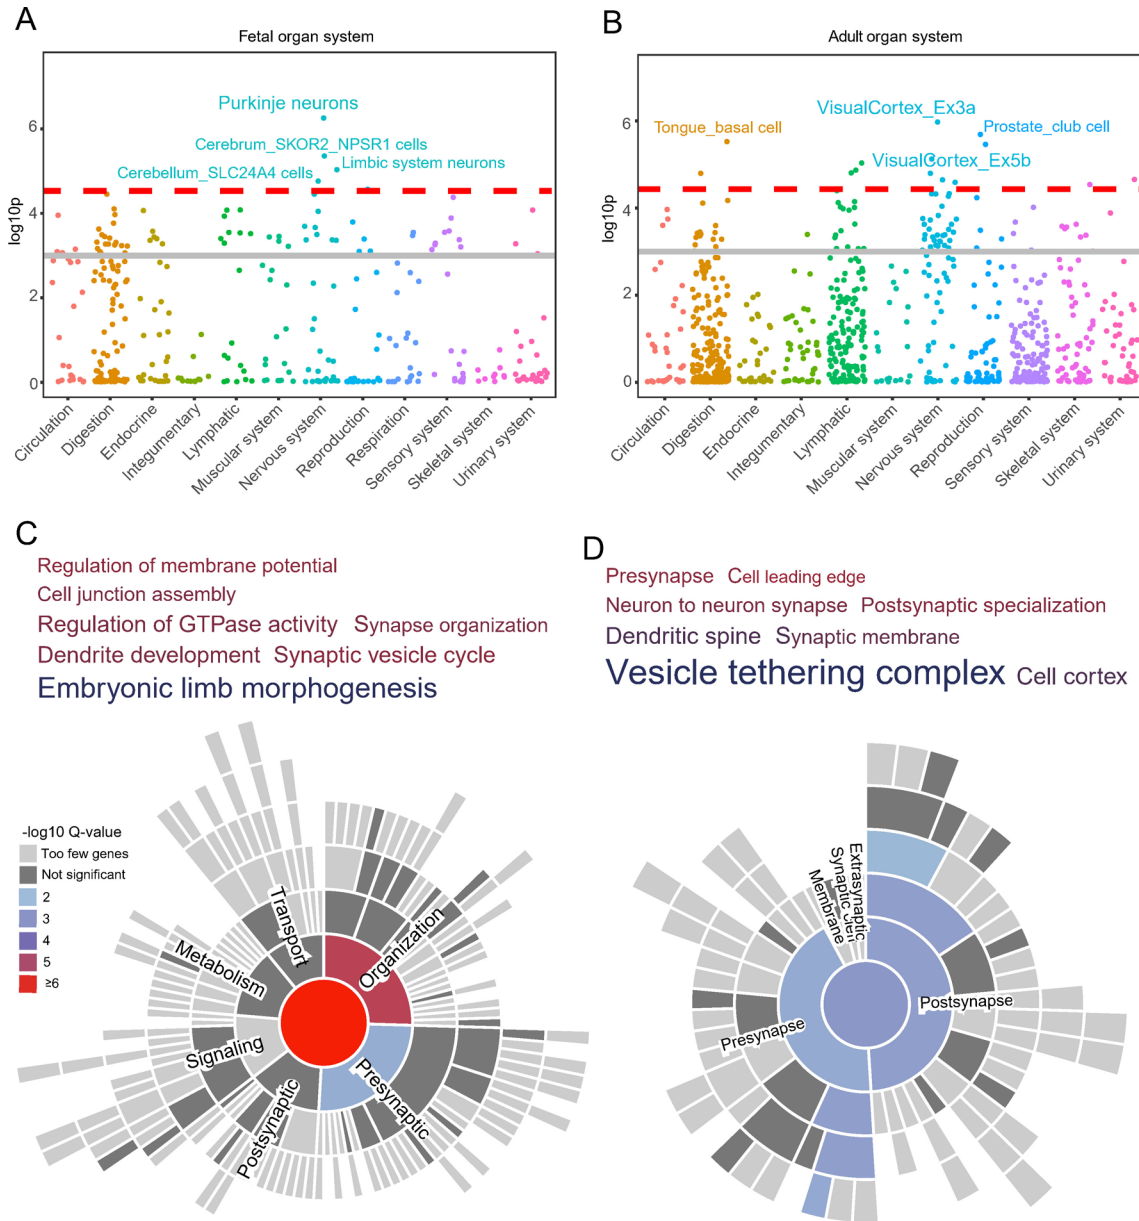 A
Fetal organ system
log10p
6
4
2
0
Purkinje neurons
Cerebrum_SKOR2_NPSR1 cells
Limbic system neurons
Cerebellum_SLC24A4 cells
Circulation
Digestion
Endocrine
Integumentary
Lymphatic
Muscular system
Nervous system
Reproduction
Respiration
Sensory system
Skeletal system
Urinary system
B
Adult organ system
log10p
6
4
2
0
VisualCortex_Ex3a
Tongue_basal cell
Prostate_club cell
VisualCortex_Ex5b
Circulation
Digestion
Endocrine
Integumentary
Lymphatic
Muscular system
Nervous system
Reproduction
Sensory system
Skeletal system
Urinary system
C
Regulation of membrane potential
Cell junction assembly
Regulation of GTPase activity Synapse organization
Dendrite development Synaptic vesicle cycle
Embryonic limb morphogenesis
-log10 Q-value
Too few genes
Not significant
2
3
4
5
≥6
Transport
Organization
Metabolism
Signaling
Postsynaptic
Presynaptic
D
Presynapse Cell leading edge
Neuron to neuron synapse Postsynaptic specialization
Dendritic spine Synaptic membrane
Vesicle tethering complex Cell cortex
Membrane
Synaptic
Extrasynaptic
Postsynapse
Presynapse